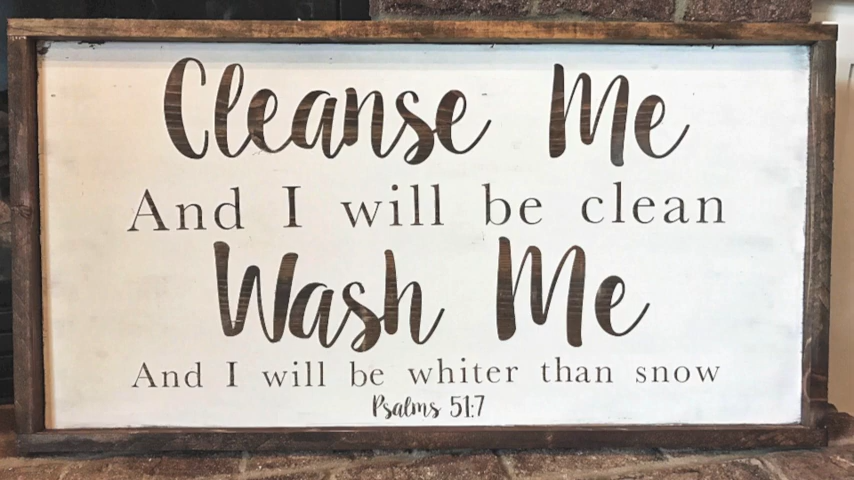 Cleanse Me
And I will be clean
Wash Me
And I will be whiter than snow
Psalms 51:7